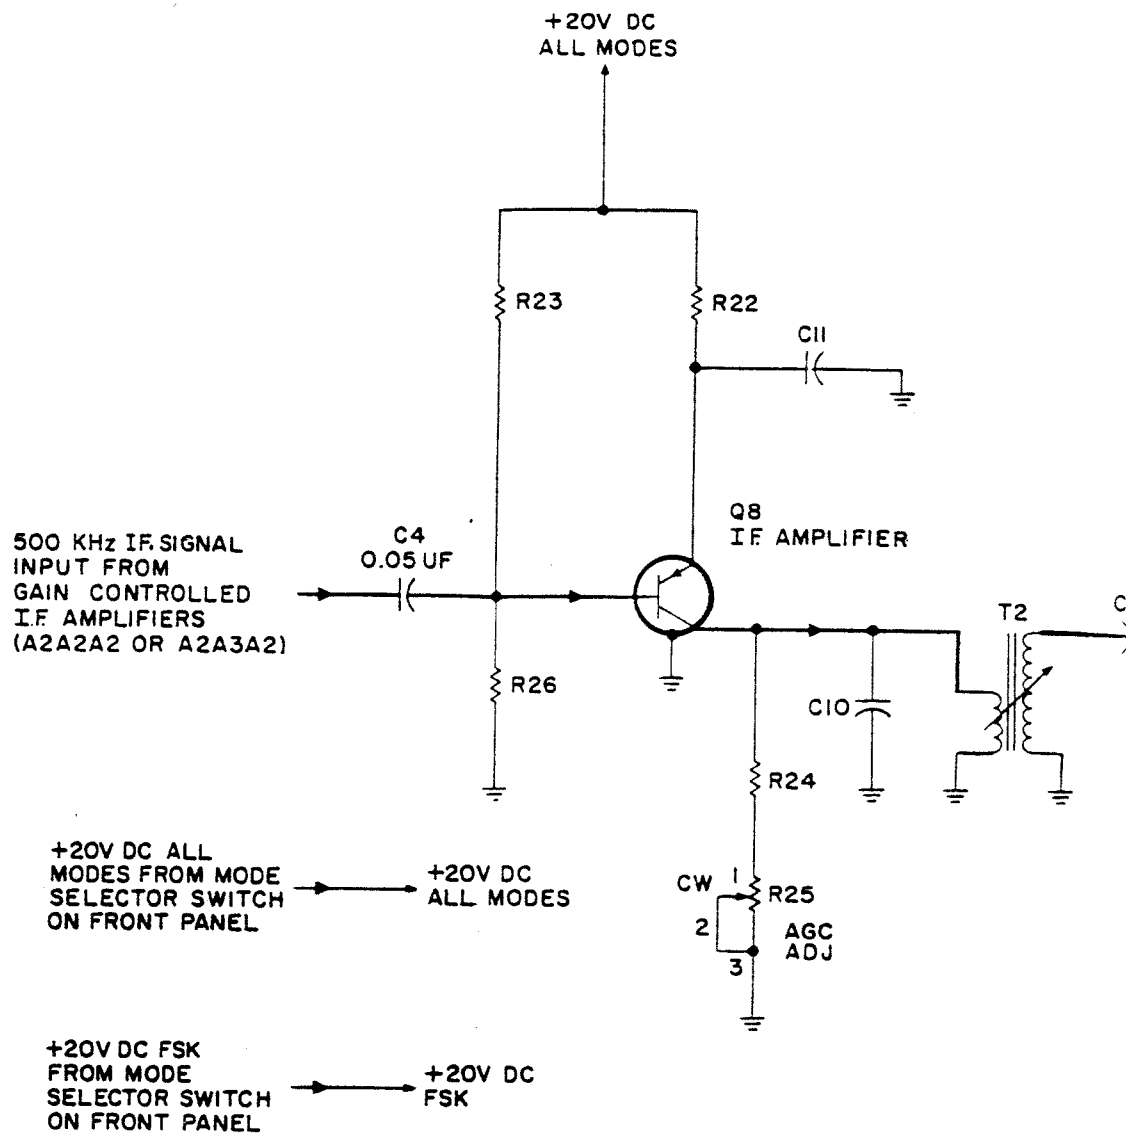 +20V DC
ALL MODES
R23
R22
C11
Q8
I.F. AMPLIFIER
C4
0.05 UF
500 KHz I.F. SIGNAL
INPUT FROM
GAIN CONTROLLED
I.F. AMPLIFIERS
(A2A2A2 OR A2A3A2)
T2
C
R26
C10
R24
+20V DC ALL
MODES FROM MODE
SELECTOR SWITCH
ON FRONT PANEL
+20V DC
ALL MODES
CW
1
R25
2
AGC
ADJ
3
+20V DC FSK
FROM MODE
SELECTOR SWITCH
ON FRONT PANEL
+20V DC
FSK